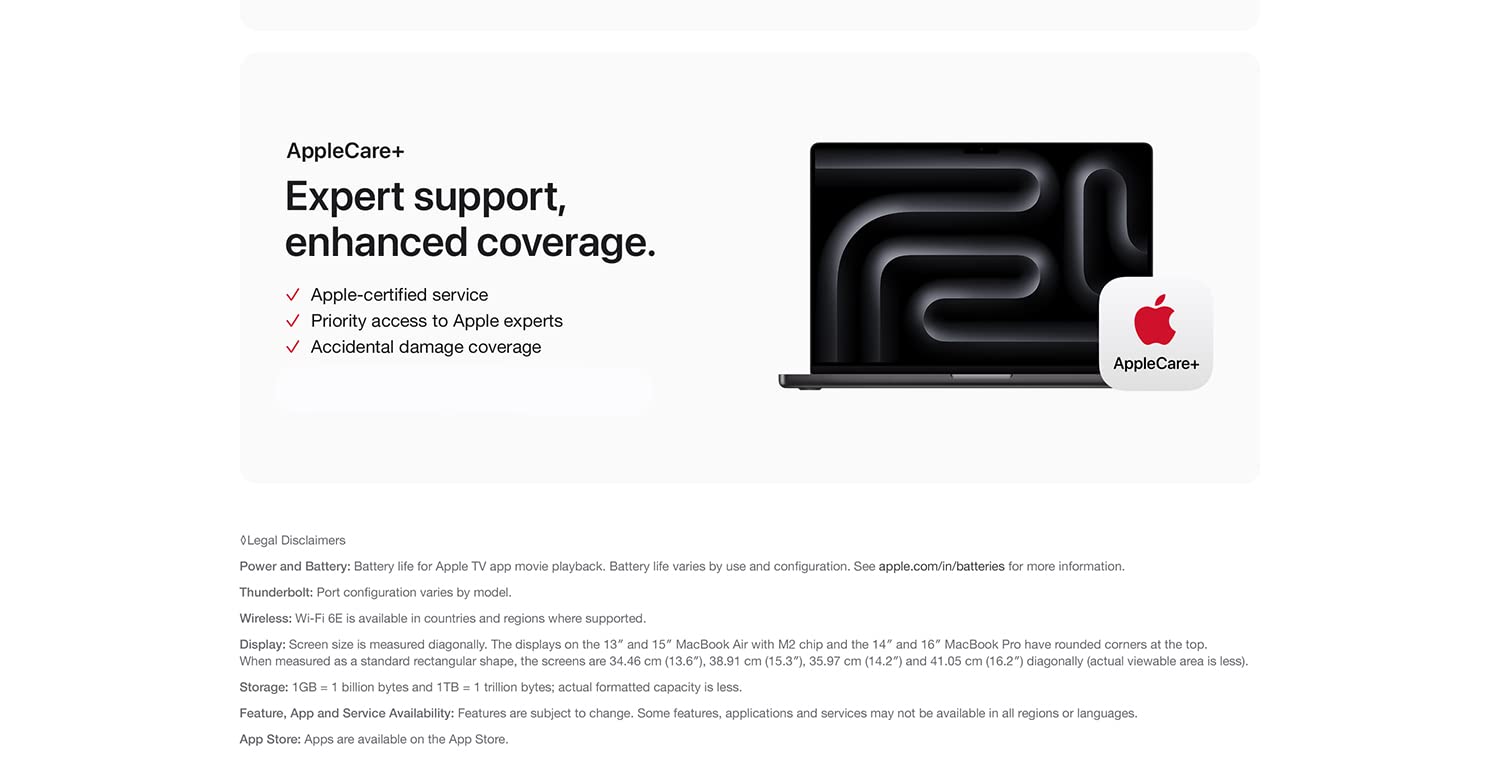 AppleCare+
Expert support,
enhanced coverage.
Apple-certified service
Priority access to Apple experts
Accidental damage coverage
AppleCare+
◊Legal Disclaimers
Power and Battery: Battery life for Apple TV app movie playback. Battery life varies by use and configuration. See apple.com/in/batteries for more information.
Thunderbolt: Port configuration varies by model.
Wireless: Wi-Fi 6E is available in countries and regions where supported.
Display: Screen size is measured diagonally. The displays on the 13″ and 15″ MacBook Air with M2 chip and the 14″ and 16″ MacBook Pro have rounded corners at the top.
When measured as a standard rectangular shape, the screens are 34.46 cm (13.6″), 38.91 cm (15.3″), 35.97 cm (14.2″) and 41.05 cm (16.2″) diagonally (actual viewable area is less).
Storage: 1GB = 1 billion bytes and 1TB = 1 trillion bytes; actual formatted capacity is less.
Feature, App and Service Availability: Features are subject to change. Some features, applications and services may not be available in all regions or languages.
App Store: Apps are available on the App Store.